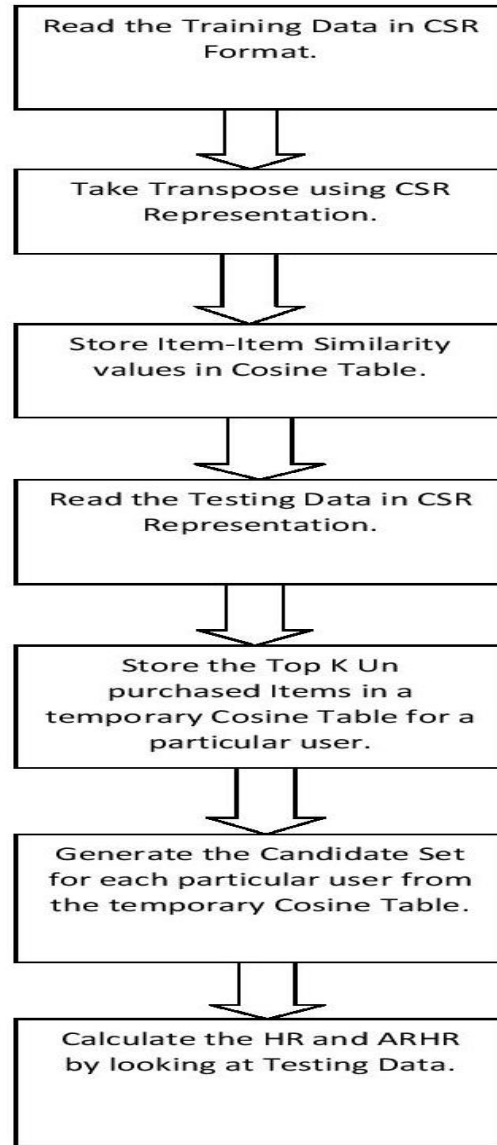 Read the Training Data in CSR
Format.
Take Transpose using CSR
Representation.
Store Item-Item Similarity
values in Cosine Table.
Read the Testing Data in CSR
Representation.
Store the Top K Un
purchased Items in a
temporary Cosine Table for a
particular user.
Generate the Candidate Set
for each particular user from
the temporary Cosine Table.
Calculate the HR and ARHR
by looking at Testing Data.